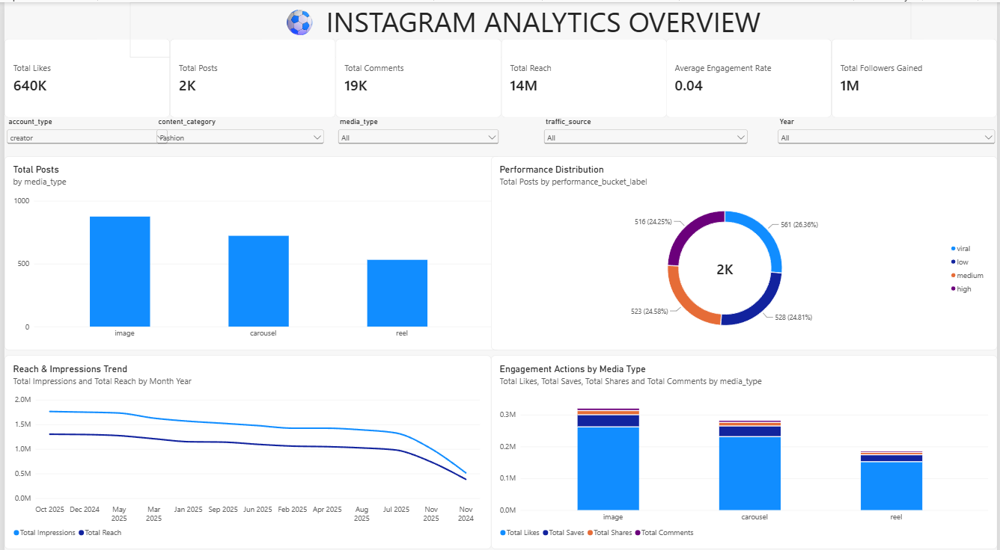 INSTAGRAM ANALYTICS OVERVIEW
Total Likes
640K
Total Posts
2K
Total Comments
19K
Total Reach
14M
Average Engagement Rate
0.04
Total Followers Gained
1M
account_type
creator
content_category
Fashion
media_type
All
traffic_source
All
Year
All
Total Posts
by media_type
1000
500
0
image carousel reel
Performance Distribution
Total Posts by performance_bucket_label
516 (24.25%)
561 (26.36%)
2K
523 (24.58%)
528 (24.81%)
viral
low
medium
high
Reach & Impressions Trend
Total Impressions and Total Reach by Month Year
2.0M
1.5M
1.0M
0.5M
0.0M
Oct 2025 Dec 2024 May 2025 Mar 2025 Jan 2025 Sep 2025 Jun 2025 Feb 2025 Apr 2025 Aug 2025 Jul 2025 Nov 2025 Nov 2024
Total Impressions Total Reach
Engagement Actions by Media Type
Total Likes, Total Saves, Total Shares and Total Comments by media_type
0.3M
0.2M
0.1M
0.0M
image carousel reel
Total Likes Total Saves Total Shares Total Comments